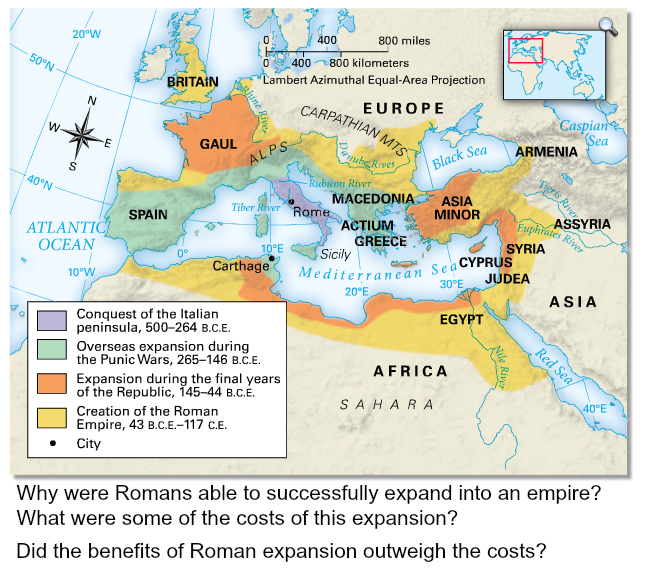 20°W
0 400 800 miles
0 400 800 kilometers
Lambert Azimuthal Equal-Area Projection
50°N
BRITAIN
Rhine River
EUROPE
CARPATHIAN MTS
N
W E
S
GAUL
ALPS
Danube River
Black Sea
Caspian Sea
ARMENIA
40°N
Rubicon River
Tigris River
SPAIN
Tiber River
Rome
MACEDONIA
ASIA MINOR
ATLANTIC OCEAN
ACTIUM
GREECE
ASSYRIA
Euphrates River
0°
10°E
Sicily
SYRIA
CYPRUS
10°W
Carthage
Mediterranean Sea
30°E
JUDEA
20°E
ASIA
EGYPT
Conquest of the Italian
peninsula, 500–264 B.C.E.
Overseas expansion during
the Punic Wars, 265–146 B.C.E.
Expansion during the final years
of the Republic, 145–44 B.C.E.
Creation of the Roman
Empire, 43 B.C.E.–117 C.E.
City
AFRICA
SAHARA
Nile River
Red Sea
40°E
Why were Romans able to successfully expand into an empire?
What were some of the costs of this expansion?
Did the benefits of Roman expansion outweigh the costs?